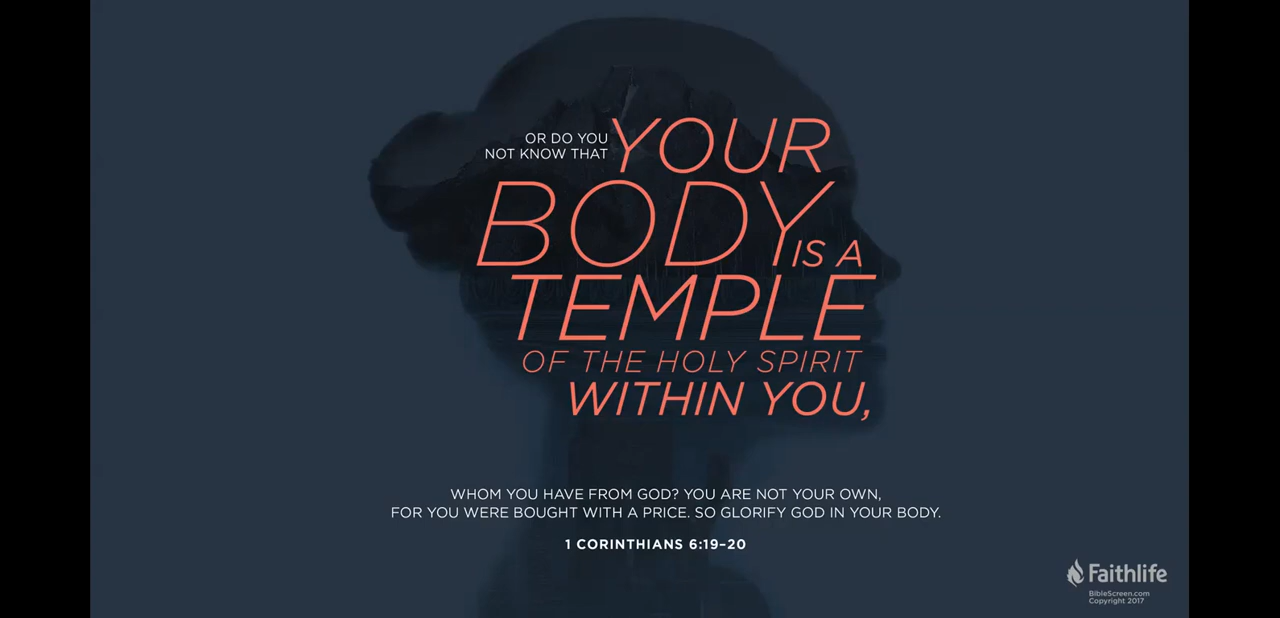 OR DO YOU
NOT KNOW THAT
YOUR
BODY IS A
TEMPLE
OF THE HOLY SPIRIT
WITHIN YOU,
WHOM YOU HAVE FROM GOD? YOU ARE NOT YOUR OWN,
FOR YOU WERE BOUGHT WITH A PRICE. SO GLORIFY GOD IN YOUR BODY.
1 CORINTHIANS 6:19–20
Faithlife
BibleScreen.com
Copyright 2017